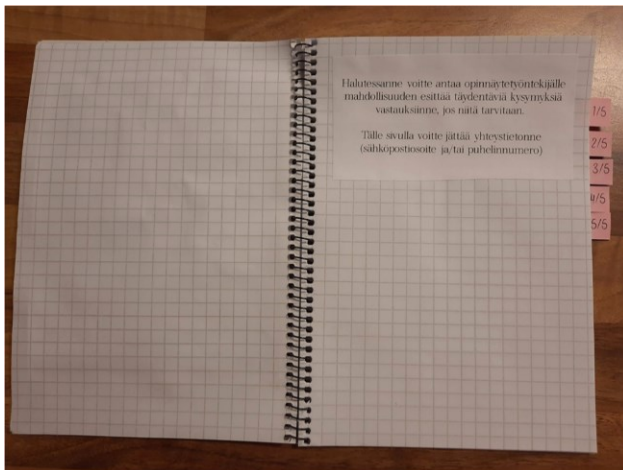 Halutessanne voitte antaa opinnäytetyöntekijälle
mahdollisuuden esittää täydentäviä kysymyksiä
vastauksiinne, jos niitä tarvitaan.
Tälle sivulla voitte jättää yhteystietonne
(sähköpostiosoite ja/tai puhelinnumero)
1/5
2/5
3/5
4/5
5/5